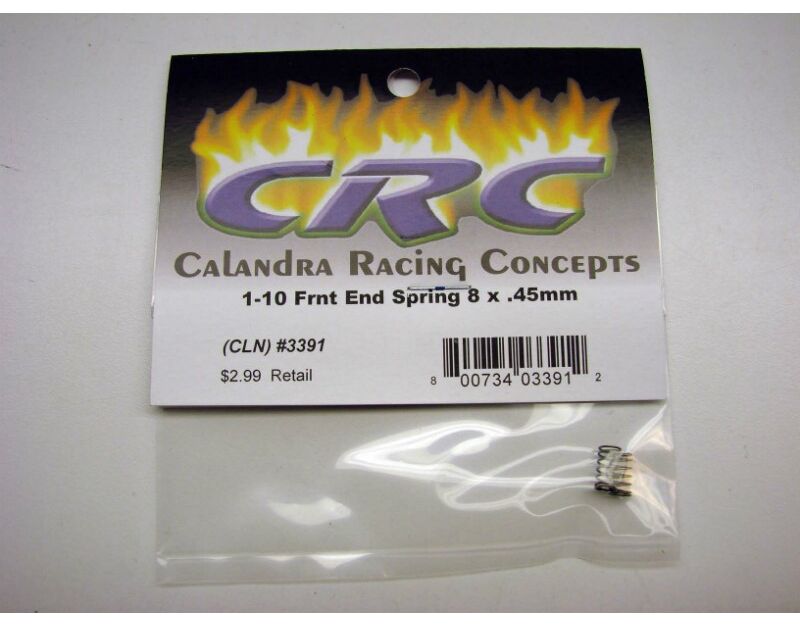 CRC
Calandra Racing Concepts
1-10 Frnt End Spring 8 x .45mm
(CLN) #3391
$2.99 Retail
8 00734 03391 2